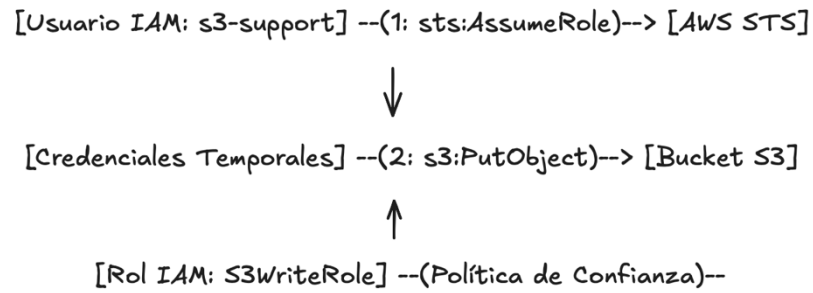 [Usuario IAM: s3-support] --(1: sts:AssumeRole)--> [AWS STS]
[Credenciales Temporales] --(2: s3:PutObject)--> [Bucket S3]
[Rol IAM: S3WriteRole] --(Política de Confianza)--